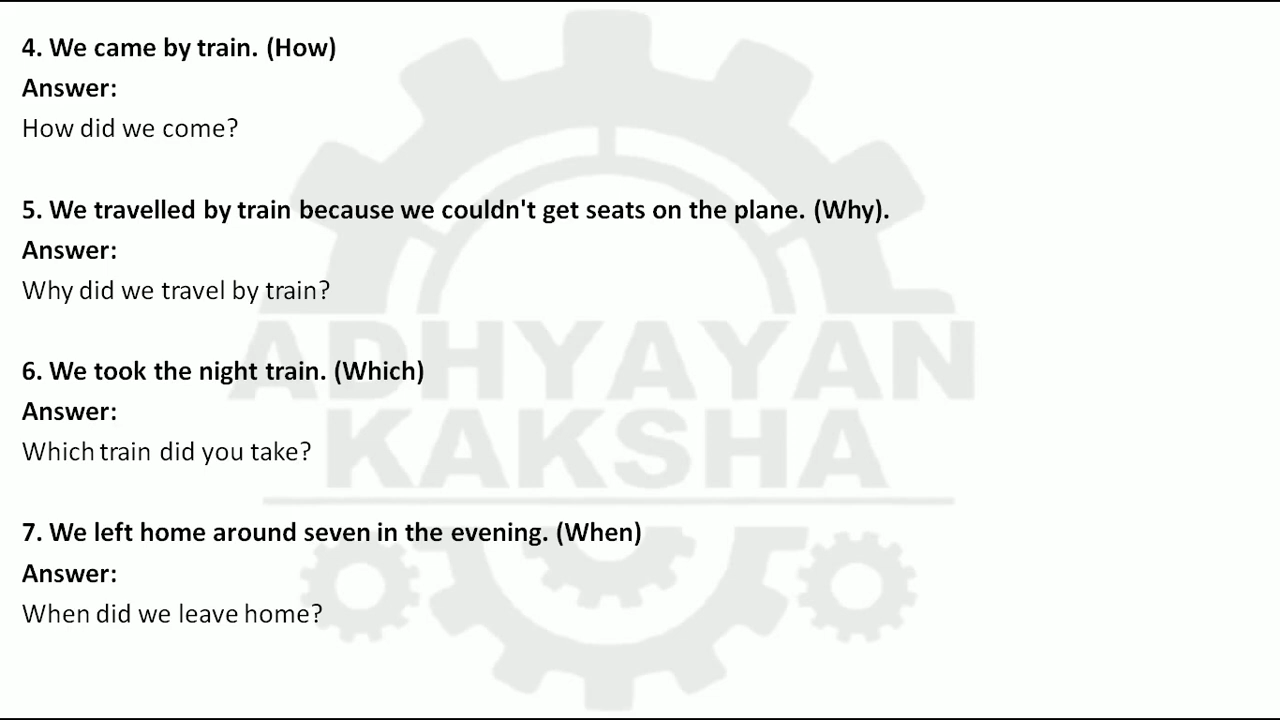 4. We came by train. (How)
Answer:
How did we come?
5. We travelled by train because we couldn't get seats on the plane. (Why).
Answer:
Why did we travel by train?
6. We took the night train. (Which)
Answer:
Which train did you take?
7. We left home around seven in the evening. (When)
Answer:
When did we leave home?
ADHYAYAN
KAKSHA